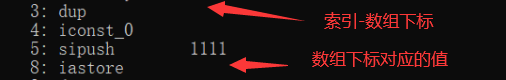 3: dup
索引-数组下标
4: iconst_0
5: sipush 1111
数组下标对应的值
8: iastore